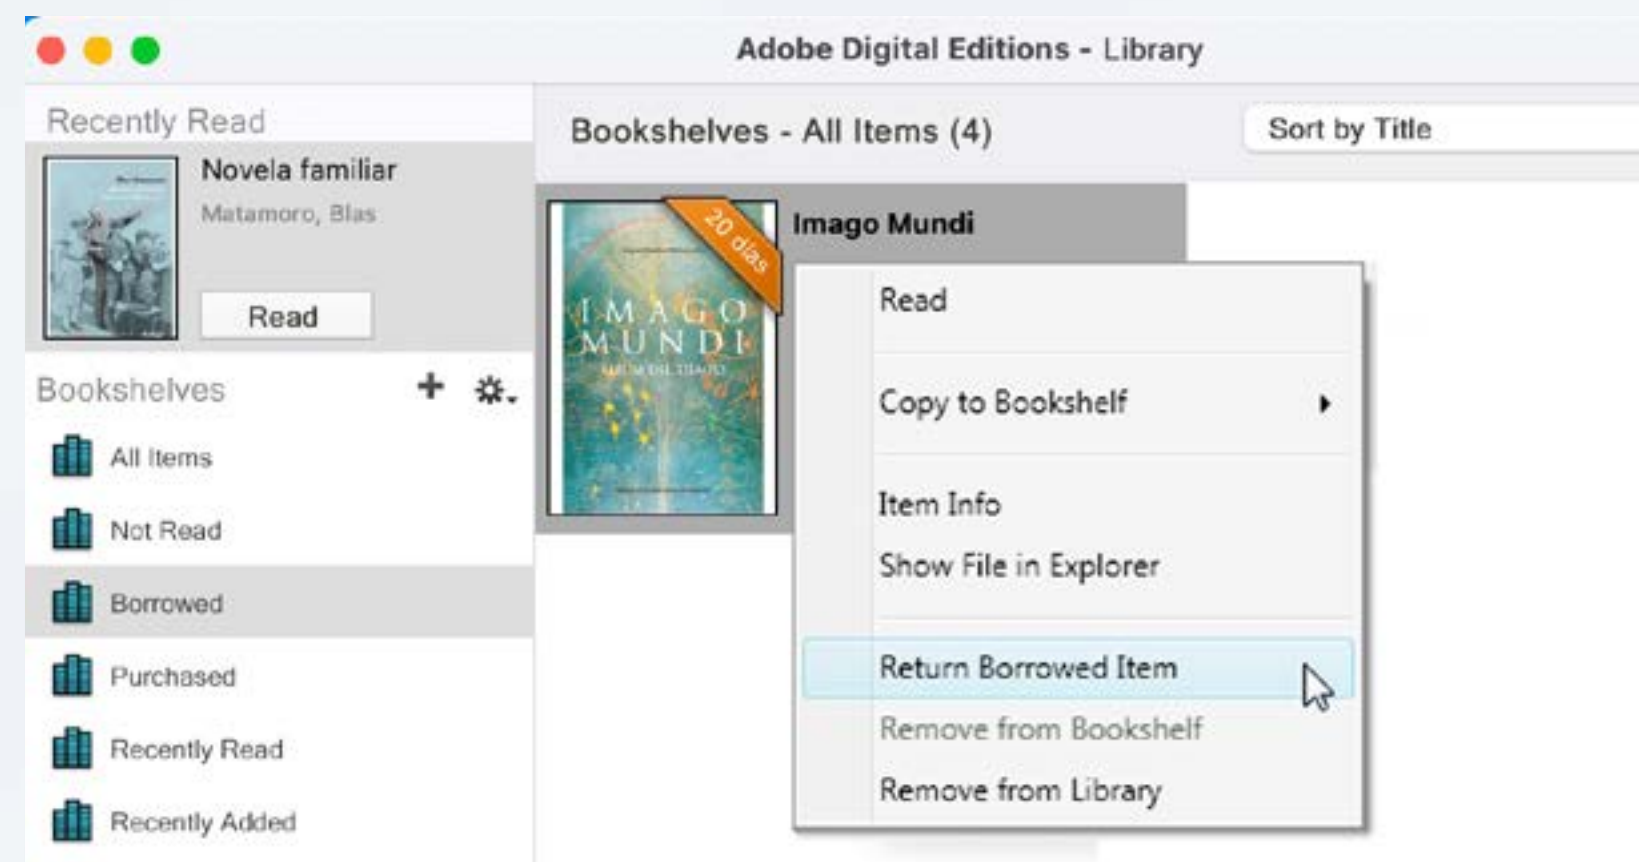 Adobe Digital Editions - Library
Recently Read
Novela familiar
Matamoro, Blas
Read
Bookshelves
All Items
Not Read
Borrowed
Purchased
Recently Read
Recently Added
Bookshelves - All Items (4)
Sort by Title
20 días
IMAGO
MUNDI
Imago Mundi
Read
Copy to Bookshelf
Item Info
Show File in Explorer
Return Borrowed Item
Remove from Bookshelf
Remove from Library